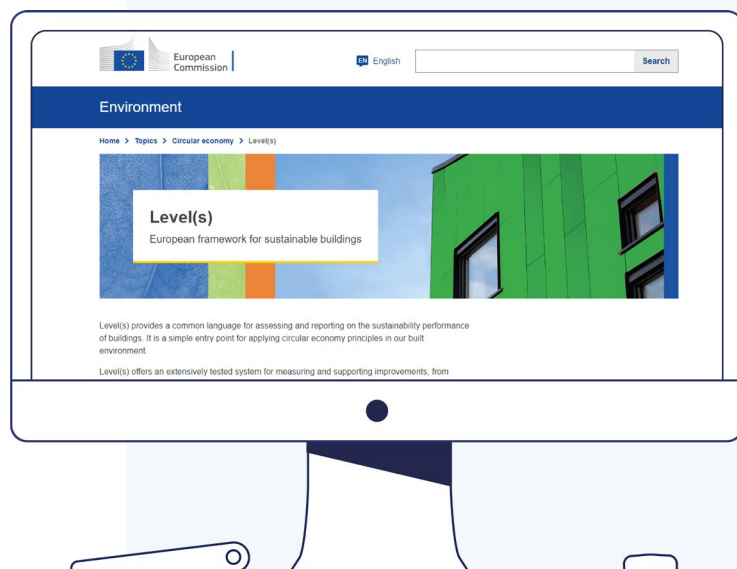 European
Commission
EN English
Search
Environment
Home > Topics > Circular economy > Level(s)
Level(s)
European framework for sustainable buildings
Level(s) provides a common language for assessing and reporting on the sustainability performance
of buildings. It is a simple entry point for applying circular economy principles in our built
environment.
Level(s) offers an extensively tested system for measuring and supporting improvements, from